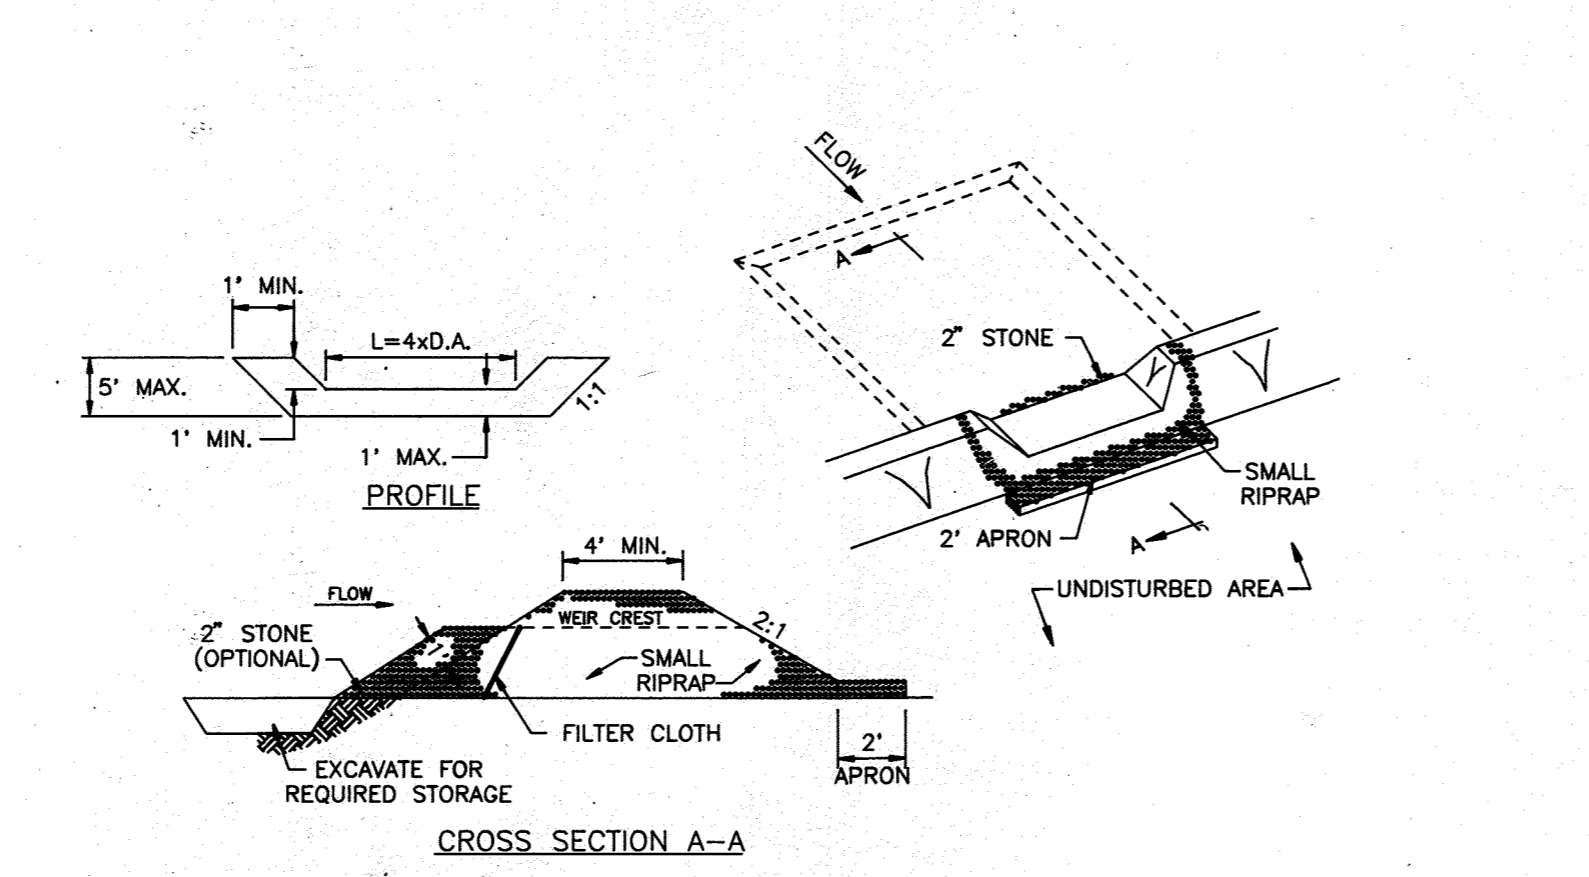 1' MIN.
L=4xD.A.
5' MAX.
1:1
1' MIN.
1' MAX.
PROFILE
FLOW
A
2" STONE
SMALL
RIPRAP
2' APRON
A
UNDISTURBED AREA
4' MIN.
FLOW
WEIR CREST
2:1
2" STONE
(OPTIONAL)
1'
SMALL
RIPRAP
FILTER CLOTH
2'
APRON
EXCAVATE FOR
REQUIRED STORAGE
CROSS SECTION A-A